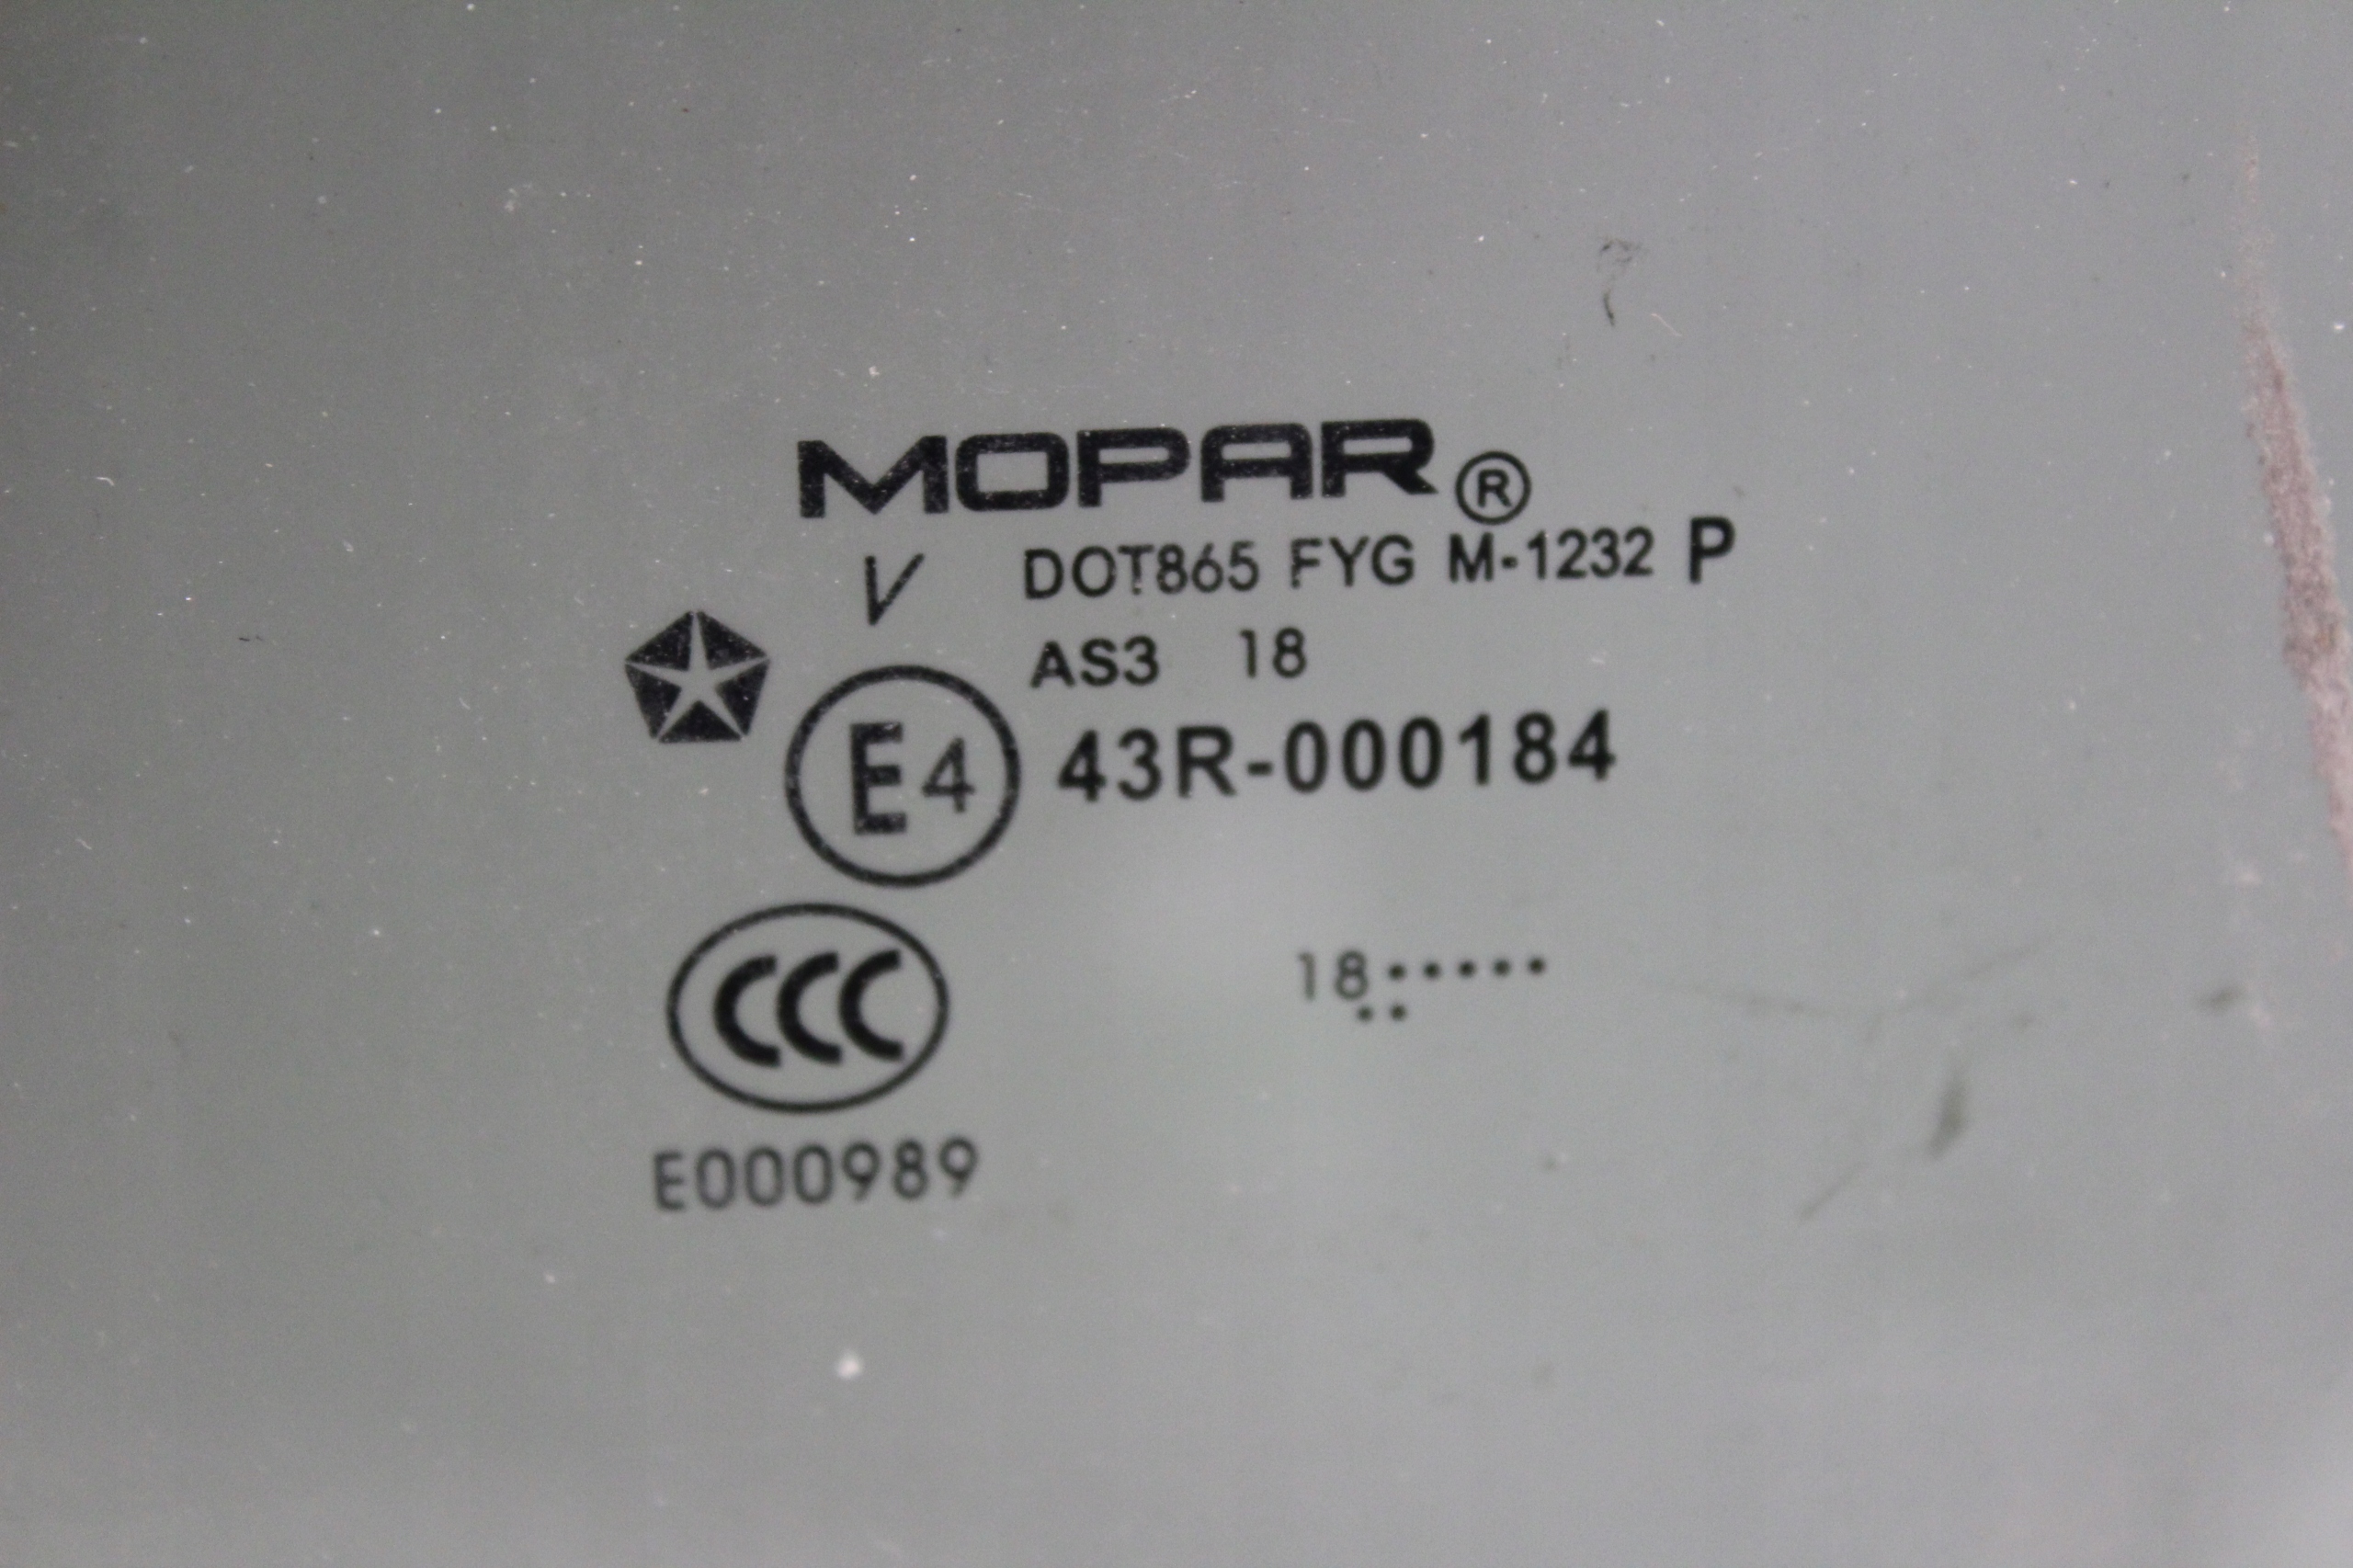 MOPAR®
V DOT865 FYG M-1232 P
AS3 18
E4 43R-000184
CCC
18
E000989